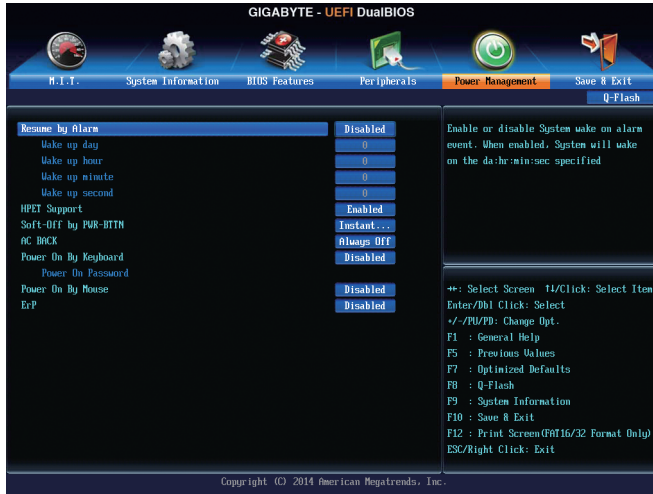 GIGABYTE - UEFI DualBIOS
M.I.T.
System Information
BIOS Features
Peripherals
Power Management
Save & Exit
Q-Flash
Resume by Alarm Disabled
Wake up day 0
Wake up hour 0
Wake up minute 0
Wake up second 0
HPET Support Enabled
Soft-Off by PWR-BTTN Instant...
AC BACK Always Off
Power On By Keyboard Disabled
Power On Password
Power On By Mouse Disabled
ErP Disabled
Enable or disable System wake on alarm
event. When enabled, System will wake
on the da:hr:min:sec specified
→←: Select Screen ↑↓/Click: Select Item
Enter/Dbl Click: Select
+/-/PU/PD: Change Opt.
F1 : General Help
F5 : Previous Values
F7 : Optimized Defaults
F8 : Q-Flash
F9 : System Information
F10 : Save & Exit
F12 : Print Screen(FAT16/32 Format Only)
ESC/Right Click: Exit
Copyright (C) 2014 American Megatrends, Inc.